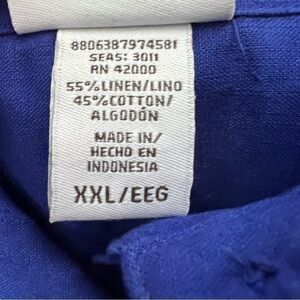 8806387974581
SEAS: 3011
RN 42000
55% LINEN/LINO
45% COTTON/
ALGODÓN
MADE IN/
HECHO EN
INDONESIA
XXL/EEG